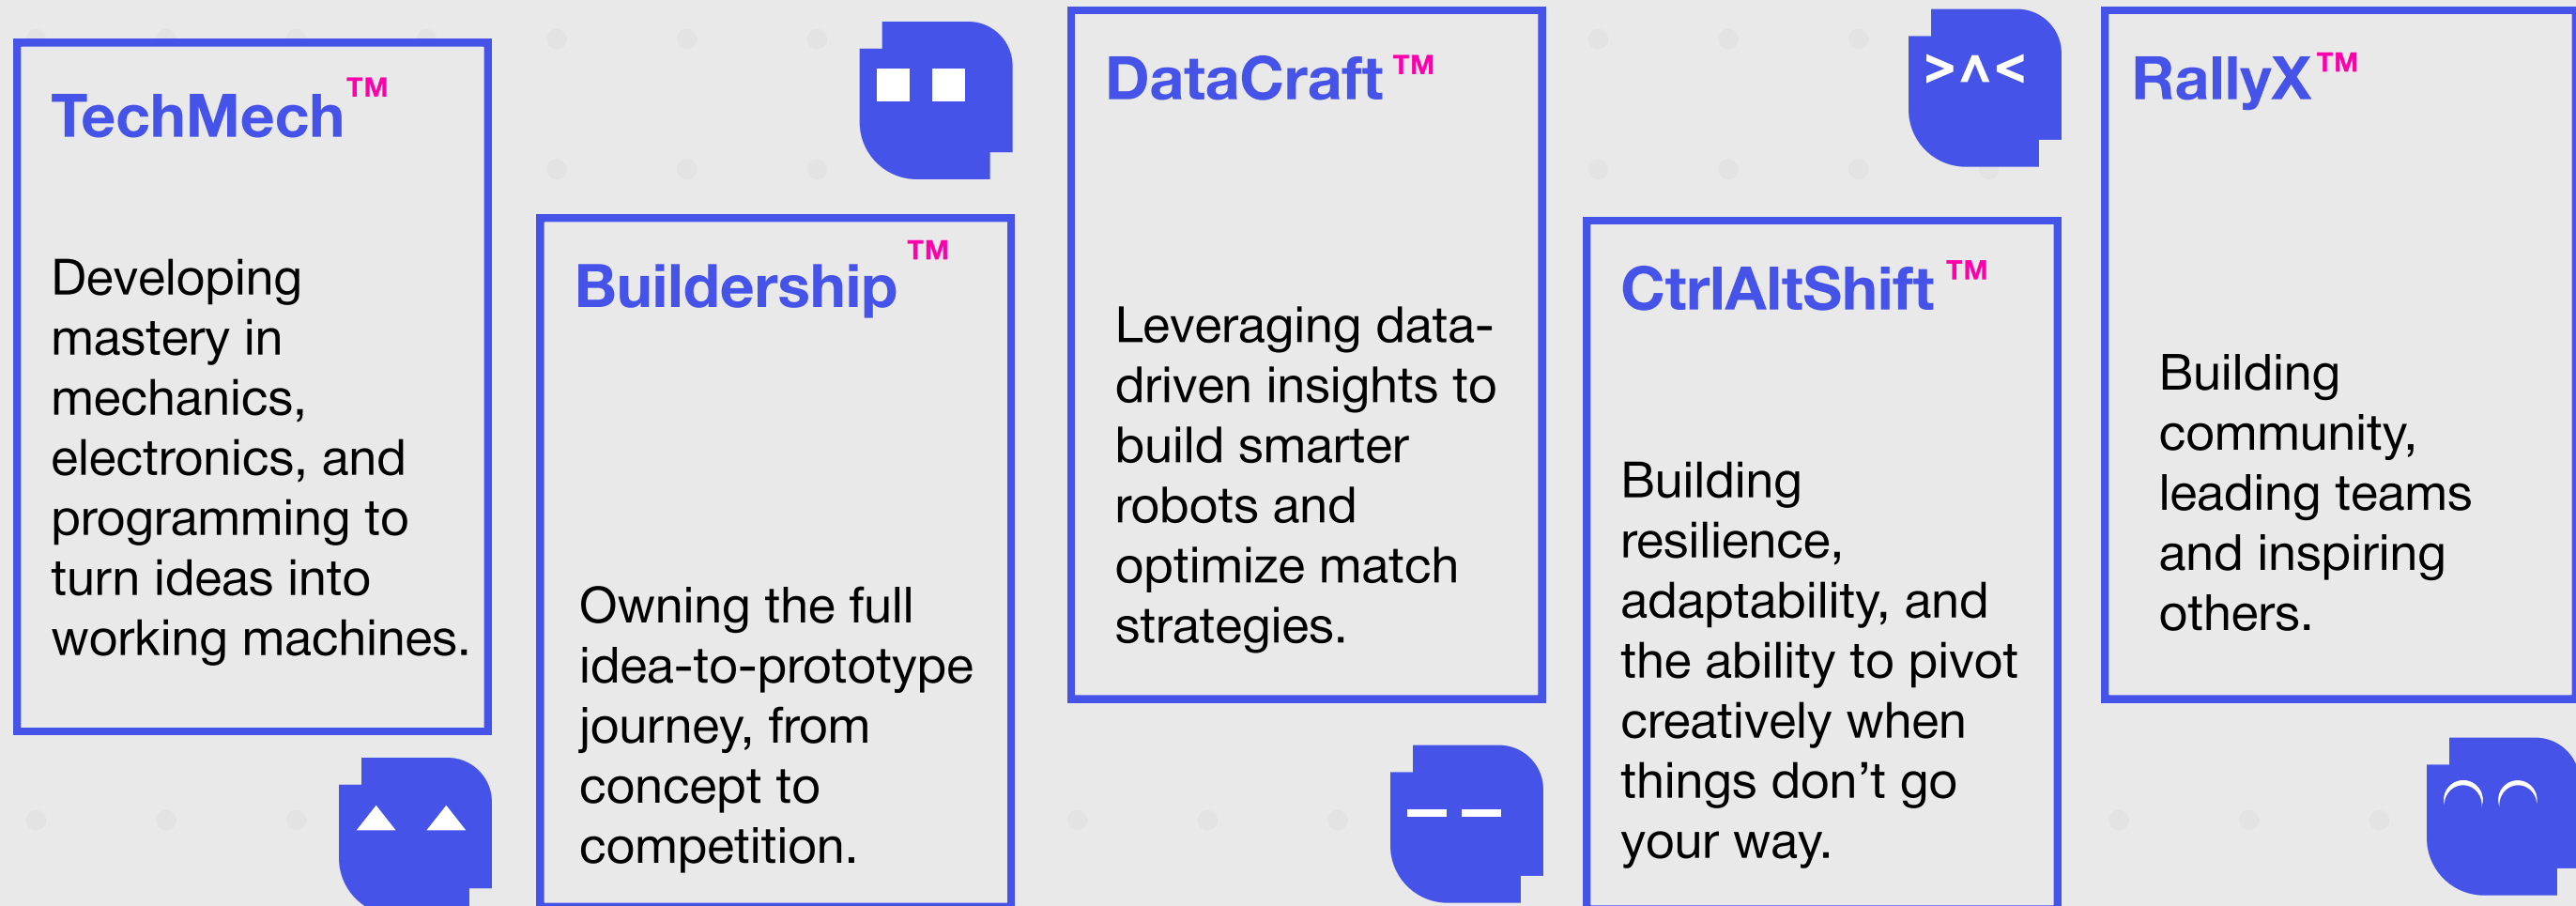 TechMech™
Developing
mastery in
mechanics,
electronics, and
programming to
turn ideas into
working machines.
Buildership™
Owning the full
idea-to-prototype
journey, from
concept to
competition.
DataCraft™
Leveraging data-
driven insights to
build smarter
robots and
optimize match
strategies.
>^<
CtrlAltShift™
Building
resilience,
adaptability, and
the ability to pivot
creatively when
things don’t go
your way.
RallyX™
Building
community,
leading teams
and inspiring
others.